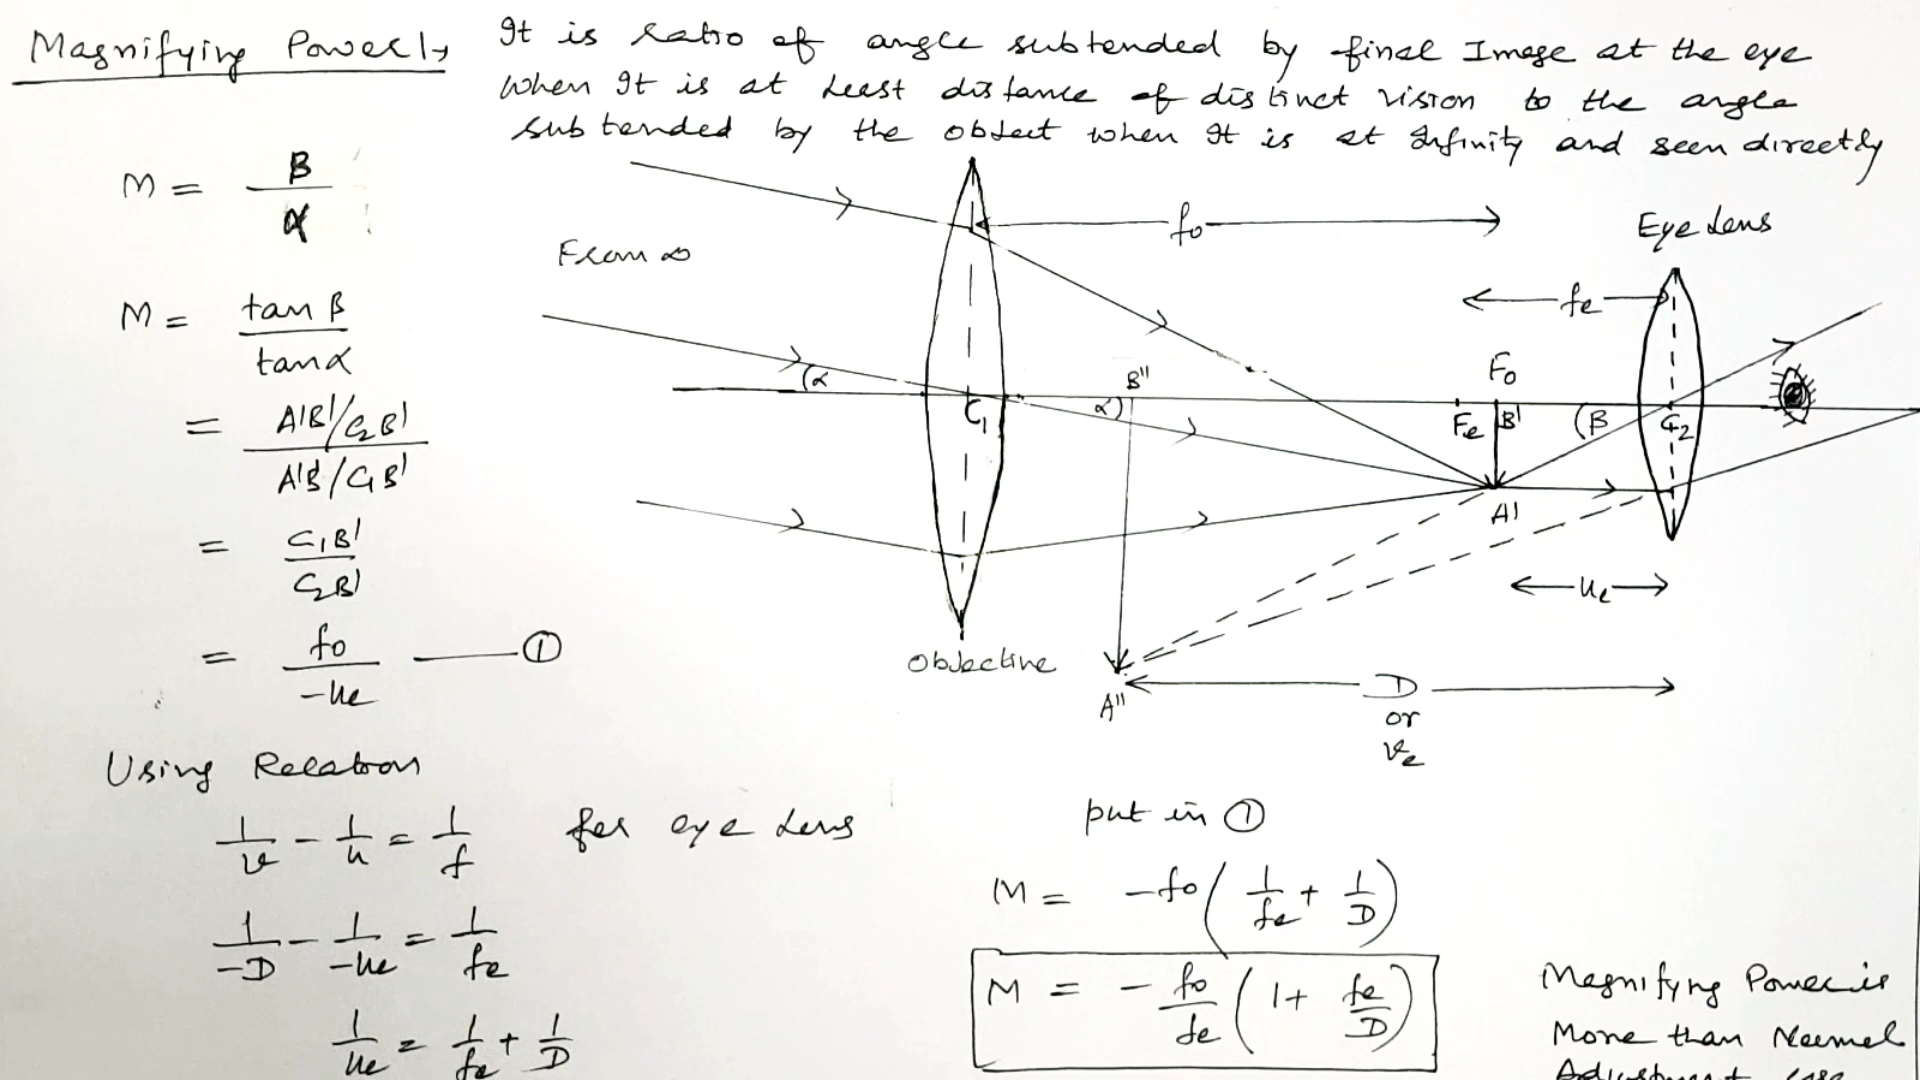 Magnifying Power :→ It is ratio of angle subtended by final Image at the eye
when It is at Least distance of distinct vision to the angle
subtended by the object when It is at Infinity and seen directly
M = β/α
M = tan β/tan α
= (A'B'/C₂B')/(A'B'/C₁B')
= C₁B'/C₂B'
= fo/-ue —— ①
Using Relation
1/v - 1/u = 1/f for eye Lens
1/-D - 1/-ue = 1/fe
1/ue = 1/fe + 1/D
From ∞
fo
Eye Lens
fe
Fo
α
C₁
B''
α
Fe
B'
β
C₂
A'
ue
Objective
A''
D
or
ve
put in ①
M = -fo(1/fe + 1/D)
M = -fo/fe (1 + fe/D)
Magnifying Power is
More than Normal
Adjustment case